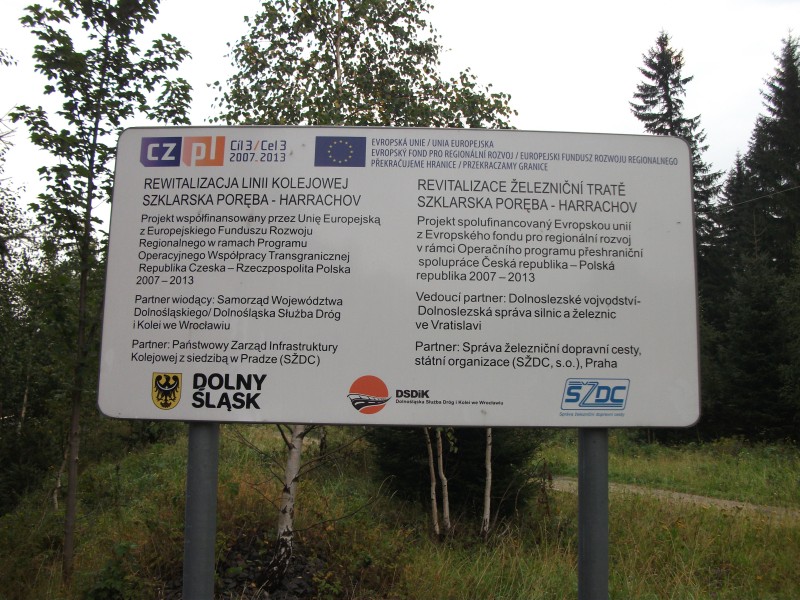 cz pl Cíl 3 / Cel 3
2007. 2013
EVROPSKÁ UNIE / UNIA EUROPEJSKA
EVROPSKÝ FOND PRO REGIONÁLNÍ ROZVOJ / EUROPEJSKI FUNDUSZ ROZWOJU REGIONALNEGO
PŘEKRAČUJEME HRANICE / PRZEKRACZAMY GRANICE
REWITALIZACJA LINII KOLEJOWEJ
SZKLARSKA PORĘBA - HARRACHOV
Projekt współfinansowany przez Unię Europejską
z Europejskiego Funduszu Rozwoju
Regionalnego w ramach Programu
Operacyjnego Współpracy Transgranicznej
Republika Czeska – Rzeczpospolita Polska
2007 – 2013
Partner wiodący: Samorząd Województwa
Dolnośląskiego/ Dolnośląska Służba Dróg
i Kolei we Wrocławiu
Partner: Państwowy Zarząd Infrastruktury
Kolejowej z siedzibą w Pradze (SŽDC)
REVITALIZACE ŽELEZNIČNÍ TRATĚ
SZKLARSKA PORĘBA - HARRACHOV
Projekt spolufinancovaný Evropskou unií
z Evropského fondu pro regionální rozvoj
v rámci Operačního programu přeshraniční
spolupráce Česká republika – Polská
republika 2007 – 2013
Vedoucí partner: Dolnoslezské vojvodství-
Dolnoslezská správa silnic a železnic
ve Vratislavi
Partner: Správa železniční dopravní cesty,
státní organizace (SŽDC, s.o.), Praha
DOLNY
ŚLĄSK
DSDiK
Dolnośląska Służba Dróg i Kolei we Wrocławiu
SŽDC
Správa železniční dopravní cesty